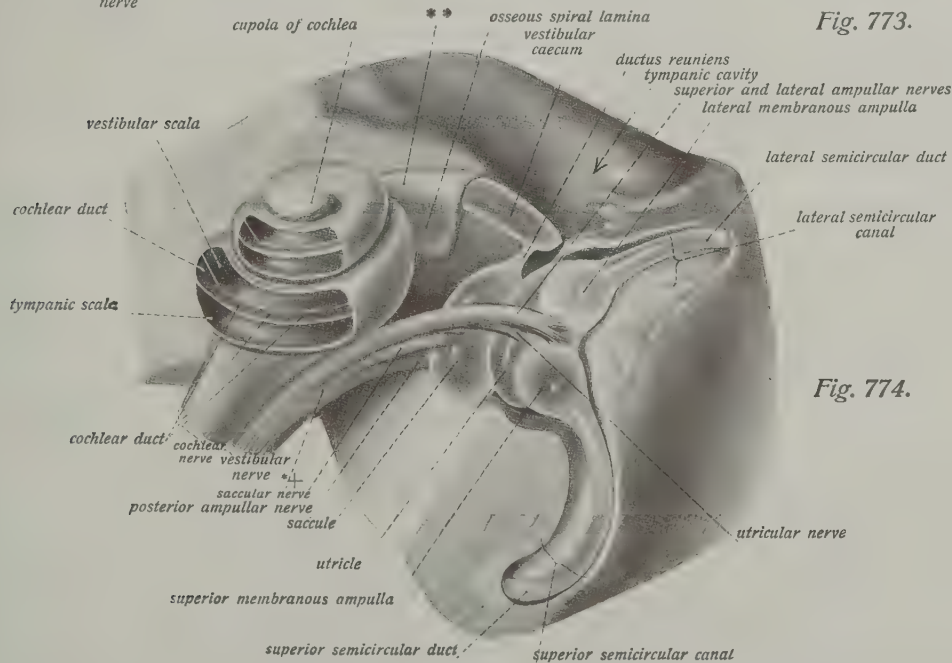 nerve
cupola of cochlea
**
osseous spiral lamina
vestibular
caecum
Fig. 773.
ductus reuniens
tympanic cavity
superior and lateral ampullar nerves
lateral membranous ampulla
vestibular scala
lateral semicircular duct
cochlear duct
lateral semicircular
canal
tympanic scale
Fig. 774.
cochlear duct
cochlear
nerve
vestibular
nerve
*+
saccular nerve
posterior ampullar nerve
saccule
utricular nerve
utricle
superior membranous ampulla
superior semicircular duct
superior semicircular canal